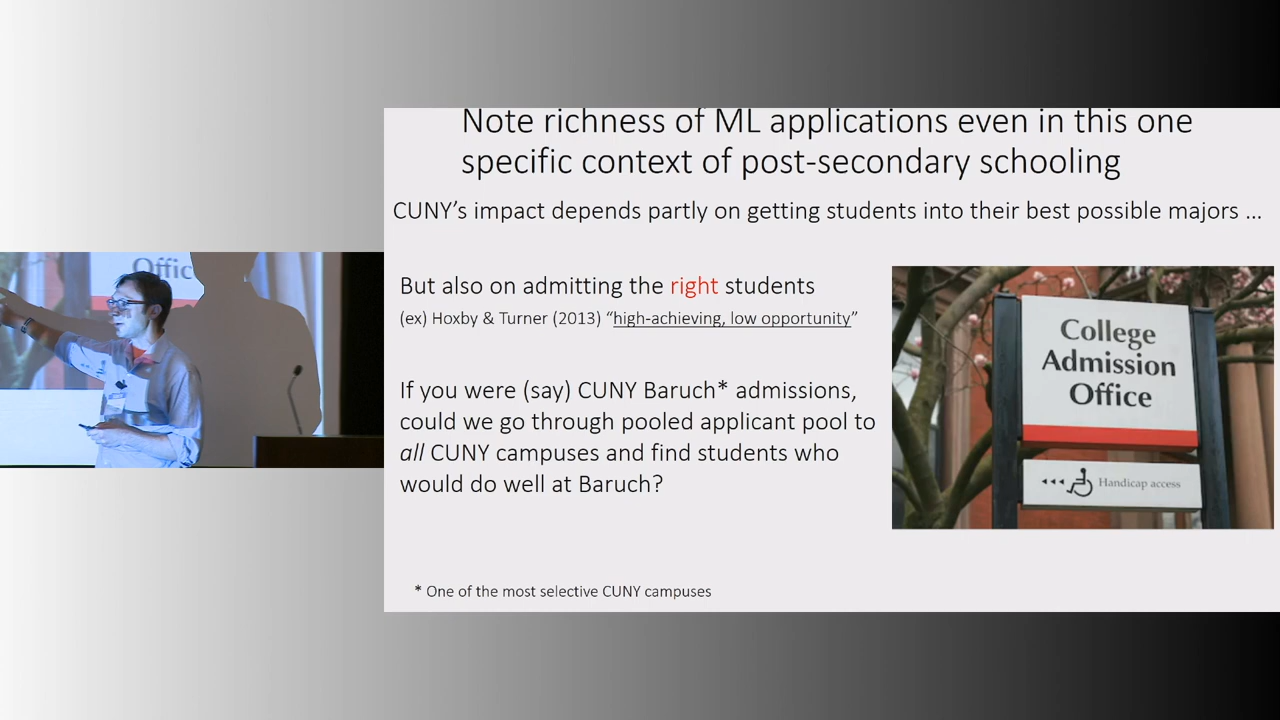 Note richness of ML applications even in this one
specific context of post-secondary schooling
CUNY’s impact depends partly on getting students into their best possible majors ...
But also on admitting the right students
(ex) Hoxby & Turner (2013) “high-achieving, low opportunity”
If you were (say) CUNY Baruch* admissions,
could we go through pooled applicant pool to
all CUNY campuses and find students who
would do well at Baruch?
* One of the most selective CUNY campuses
College
Admission
Office
Handicap access
Offic